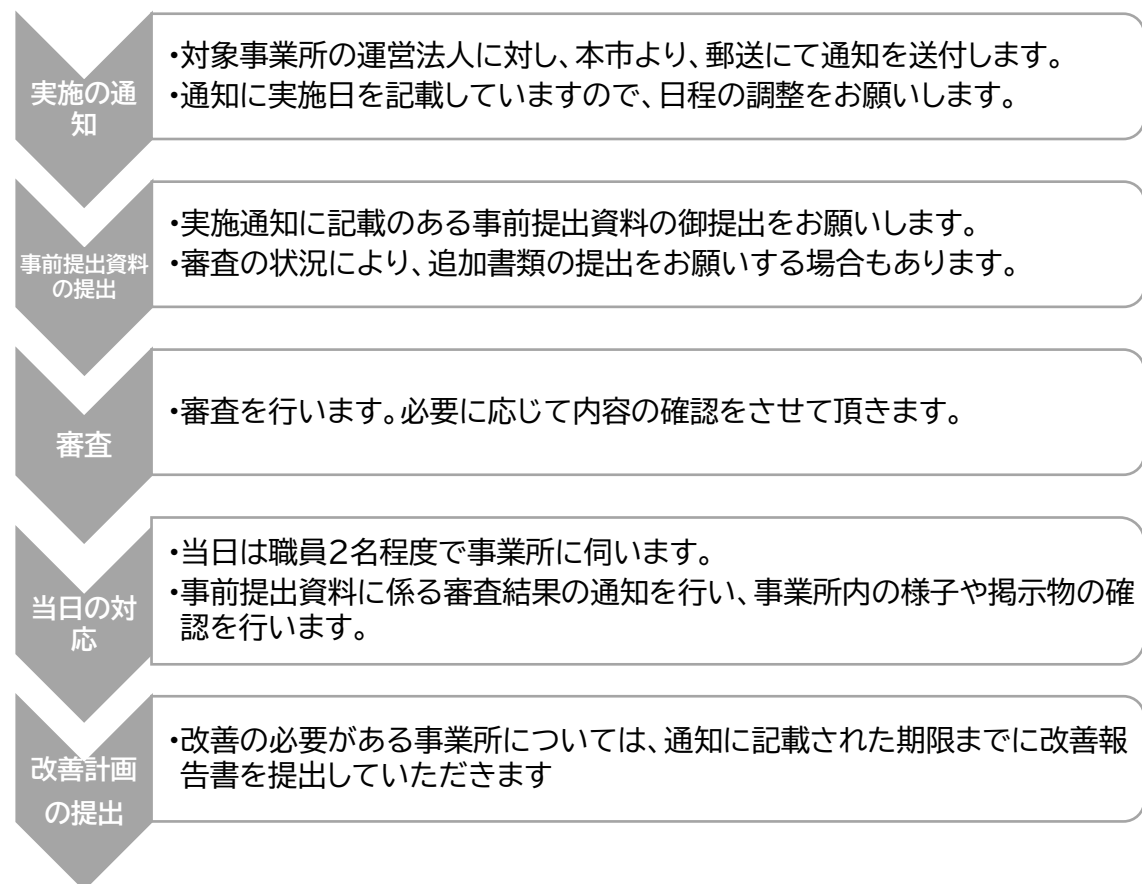 実施の通
知
・対象事業所の運営法人に対し、本市より、郵送にて通知を送付します。
・通知に実施日を記載していますので、日程の調整をお願いします。
事前提出資料
の提出
・実施通知に記載のある事前提出資料の御提出をお願いします。
・審査の状況により、追加書類の提出をお願いする場合もあります。
審査
・審査を行います。必要に応じて内容の確認をさせて頂きます。
当日の対
応
・当日は職員2名程度で事業所に伺います。
・事前提出資料に係る審査結果の通知を行い、事業所内の様子や掲示物の確
認を行います。
改善計画
の提出
・改善の必要がある事業所については、通知に記載された期限までに改善報
告書を提出していただきます